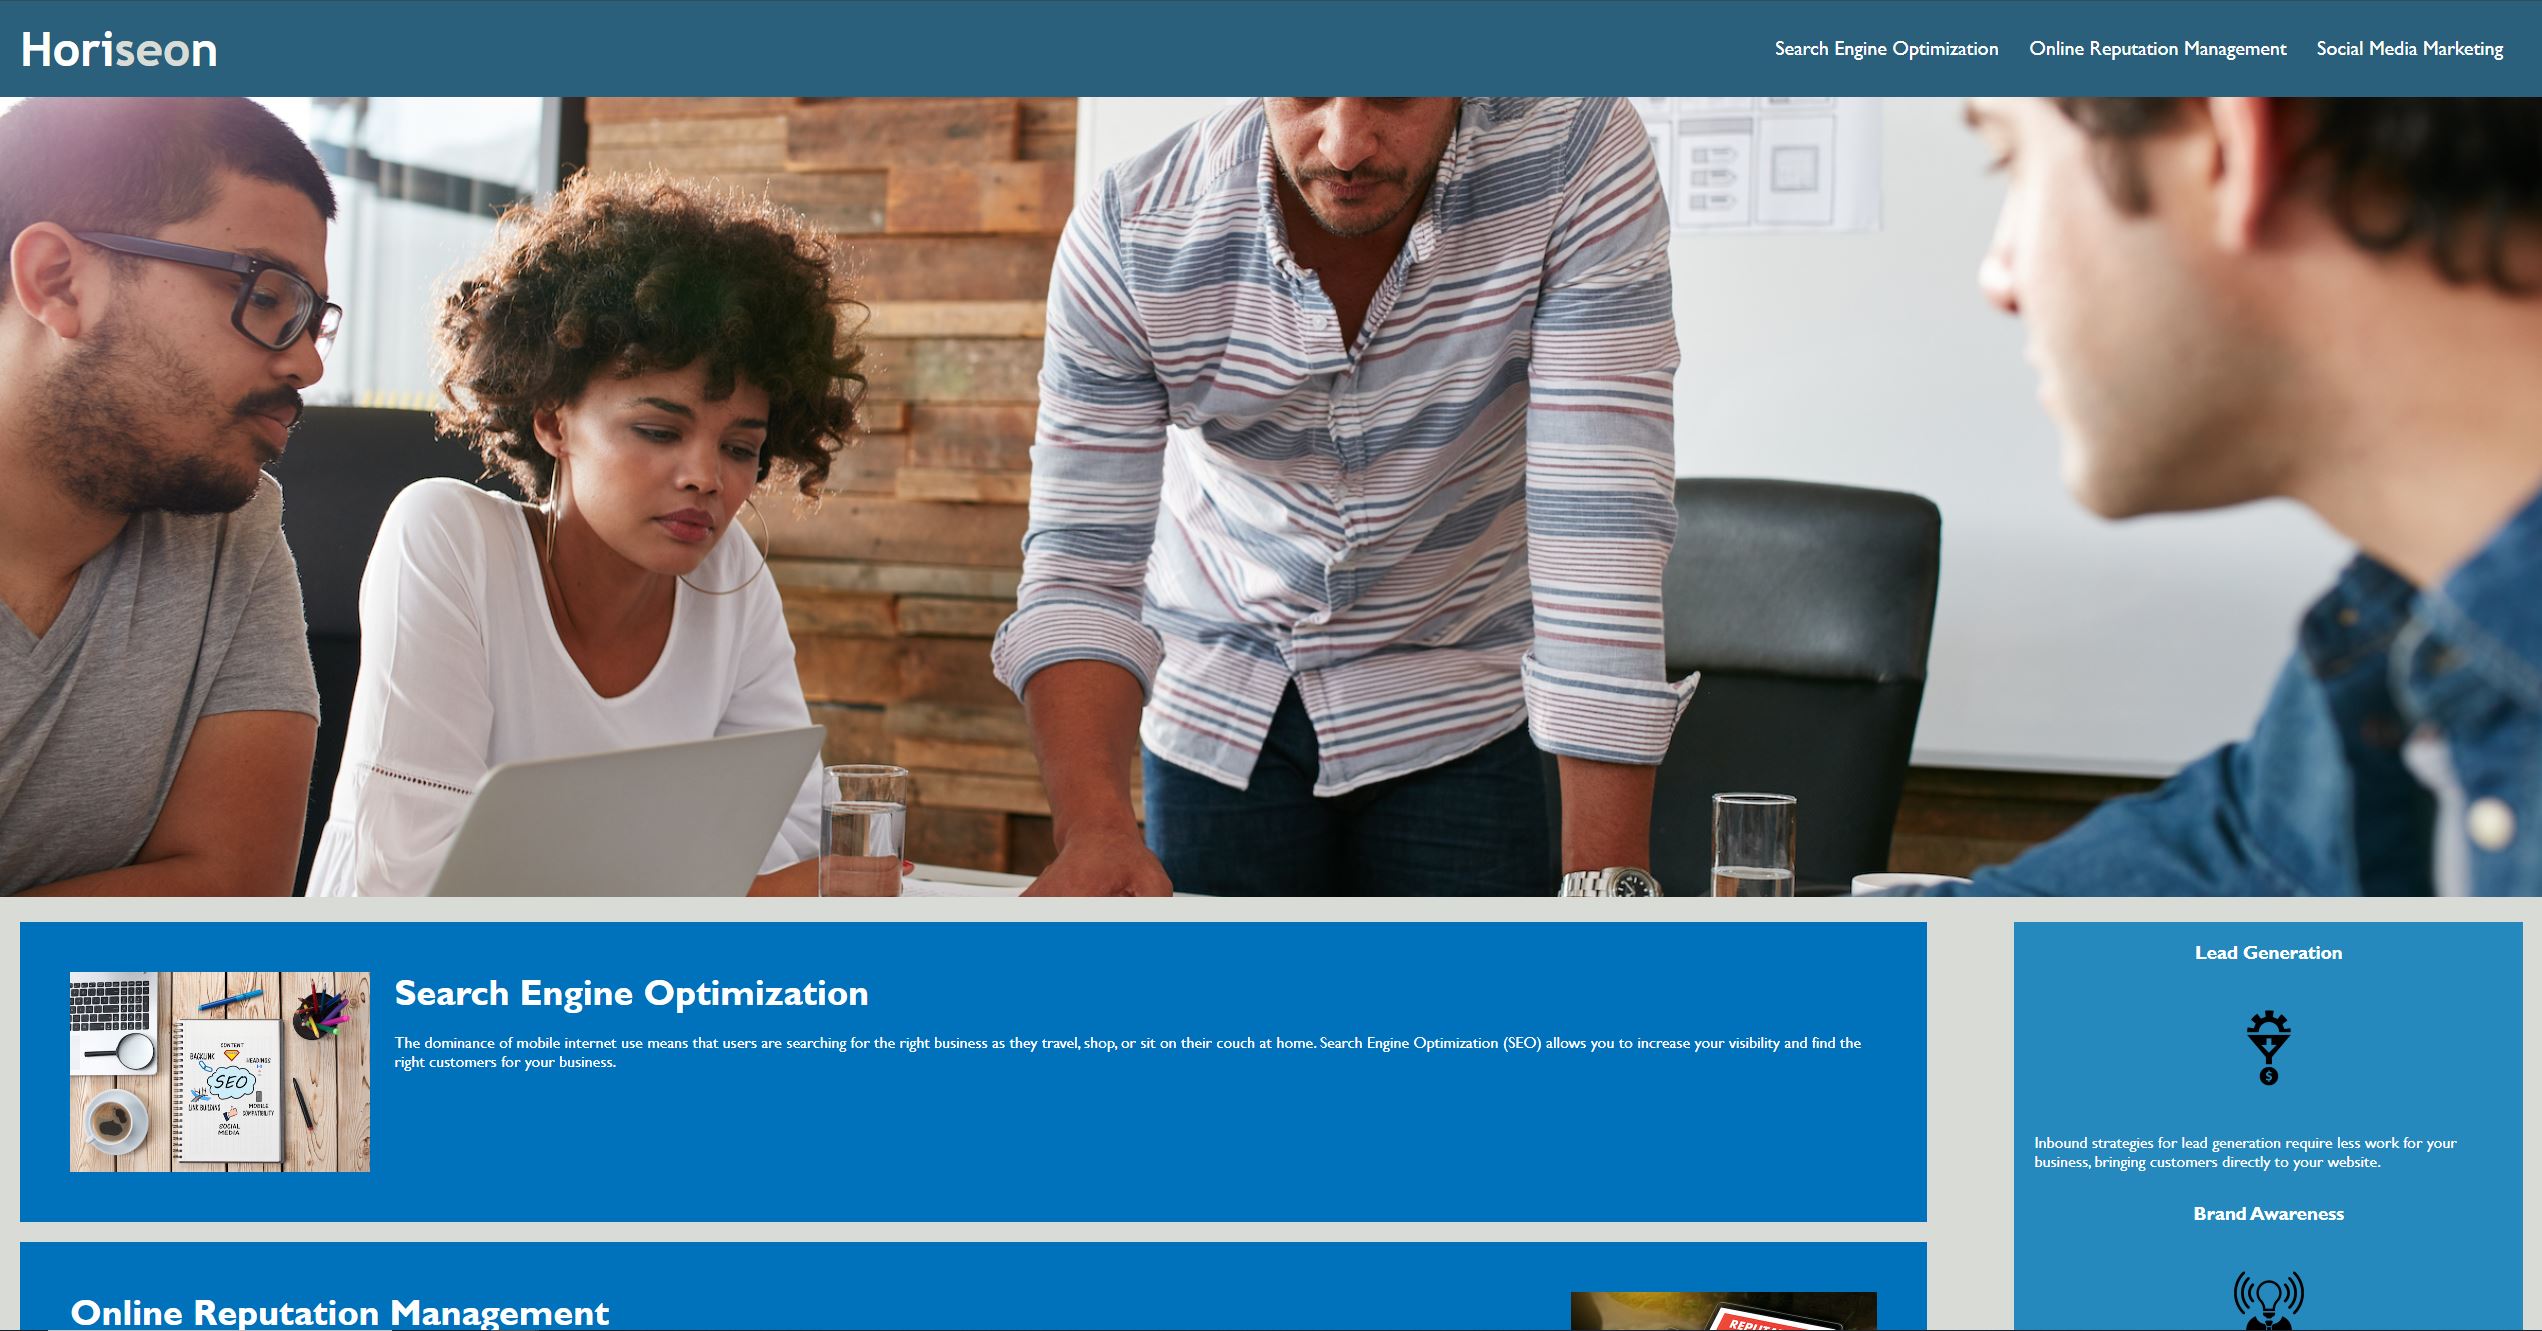 Horiseon
Search Engine Optimization
Online Reputation Management
Social Media Marketing
Search Engine Optimization
The dominance of mobile internet use means that users are searching for the right business as they travel, shop, or sit on their couch at home. Search Engine Optimization (SEO) allows you to increase your visibility and find the
right customers for your business.
CONTENT
BACKLINK
HEADINGS
SEO
LINK BUILDING
MOBILE
COMPATIBILITY
SOCIAL
MEDIA
Lead Generation
$
Inbound strategies for lead generation require less work for your
business, bringing customers directly to your website.
Brand Awareness
Online Reputation Management